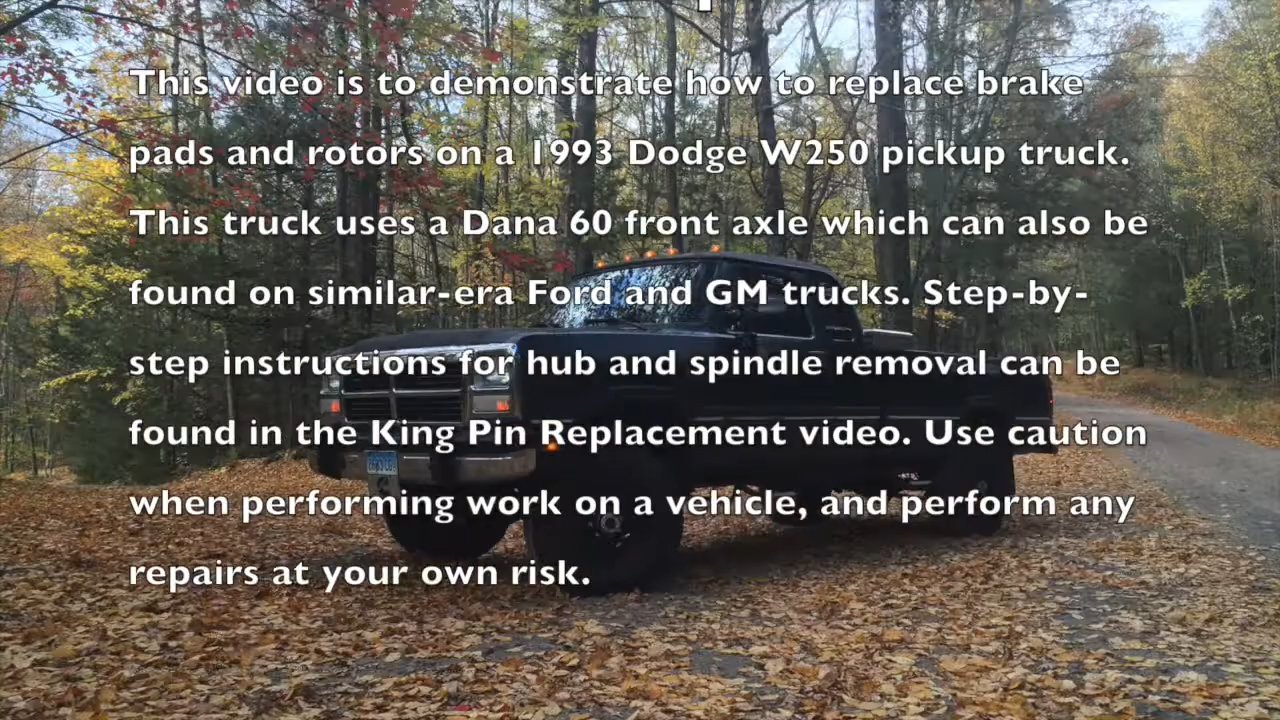 This video is to demonstrate how to replace brake
pads and rotors on a 1993 Dodge W250 pickup truck.
This truck uses a Dana 60 front axle which can also be
found on similar-era Ford and GM trucks. Step-by-
step instructions for hub and spindle removal can be
found in the King Pin Replacement video. Use caution
when performing work on a vehicle, and perform any
repairs at your own risk.